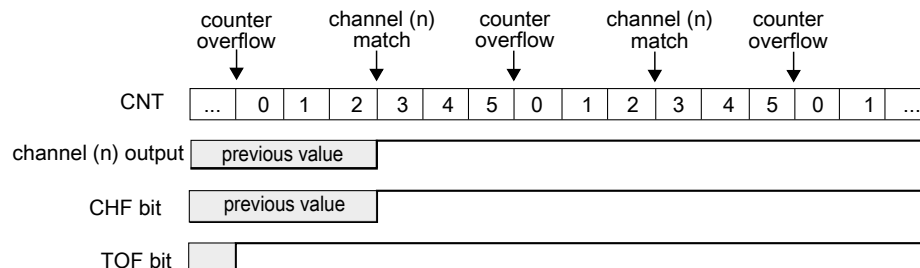 counter overflow
channel (n) match
counter overflow
channel (n) match
counter overflow
CNT ... 0 1 2 3 4 5 0 1 2 3 4 5 0 1 ...
channel (n) output previous value
CHF bit previous value
TOF bit